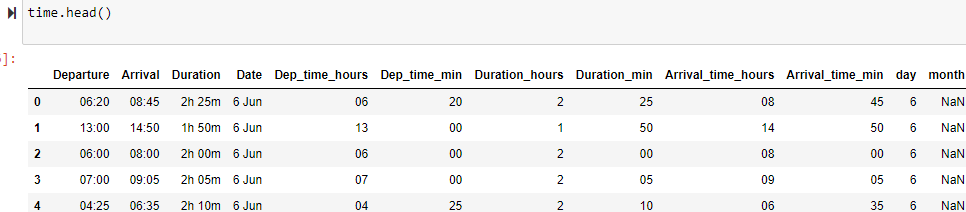 time.head()
]:
Departure Arrival Duration Date Dep_time_hours Dep_time_min Duration_hours Duration_min Arrival_time_hours Arrival_time_min day month
0 06:20 08:45 2h 25m 6 Jun 06 20 2 25 08 45 6 NaN
1 13:00 14:50 1h 50m 6 Jun 13 00 1 50 14 50 6 NaN
2 06:00 08:00 2h 00m 6 Jun 06 00 2 00 08 00 6 NaN
3 07:00 09:05 2h 05m 6 Jun 07 00 2 05 09 05 6 NaN
4 04:25 06:35 2h 10m 6 Jun 04 25 2 10 06 35 6 NaN